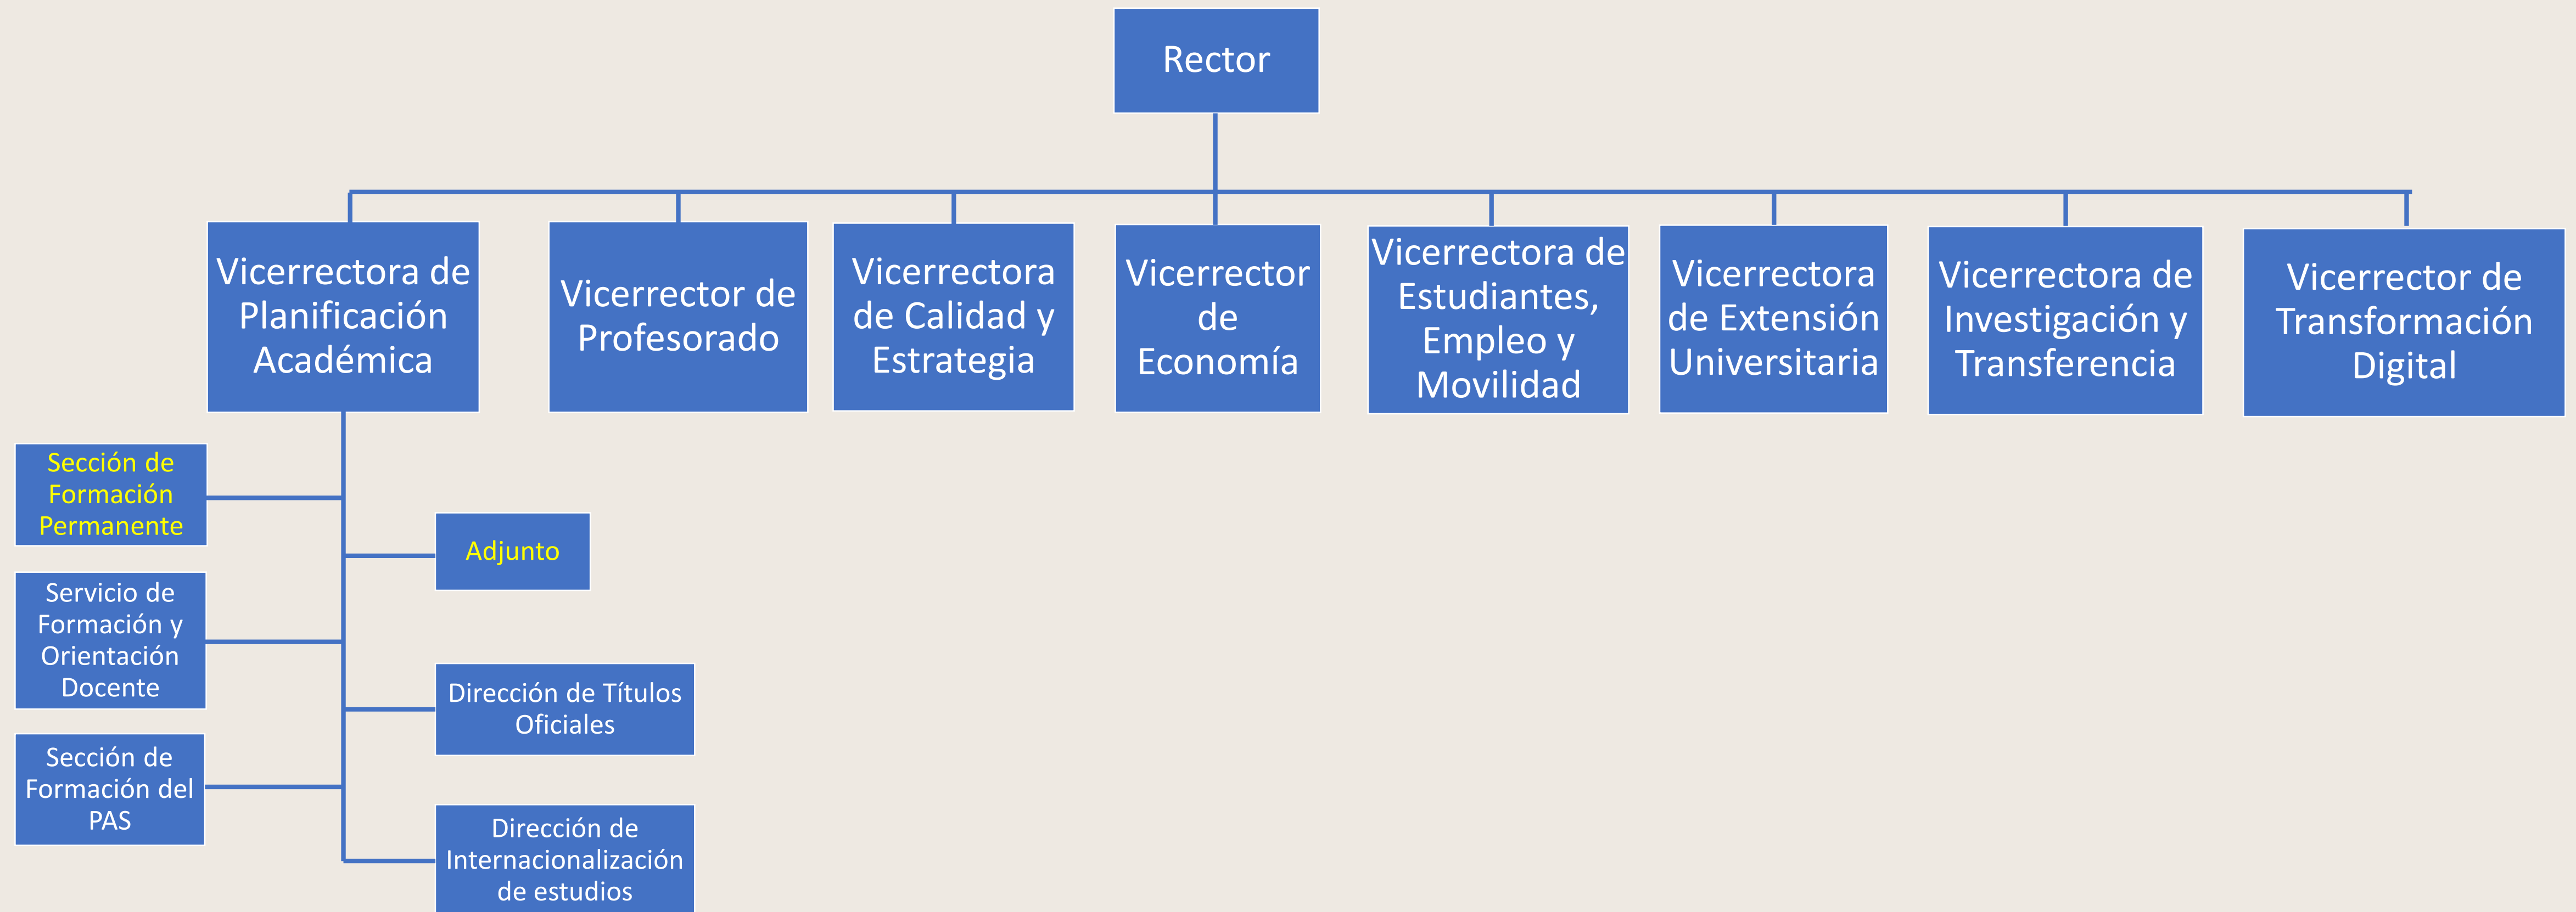 Rector
Vicerrectora de
Planificación
Académica
Vicerrector de
Profesorado
Vicerrectora
de Calidad y
Estrategia
Vicerrector
de
Economía
Vicerrectora de
Estudiantes,
Empleo y
Movilidad
Vicerrectora
de Extensión
Universitaria
Vicerrectora de
Investigación y
Transferencia
Vicerrector de
Transformación
Digital
Sección de
Formación
Permanente
Adjunto
Servicio de
Formación y
Orientación
Docente
Dirección de Títulos
Oficiales
Sección de
Formación del
PAS
Dirección de
Internacionalización
de estudios